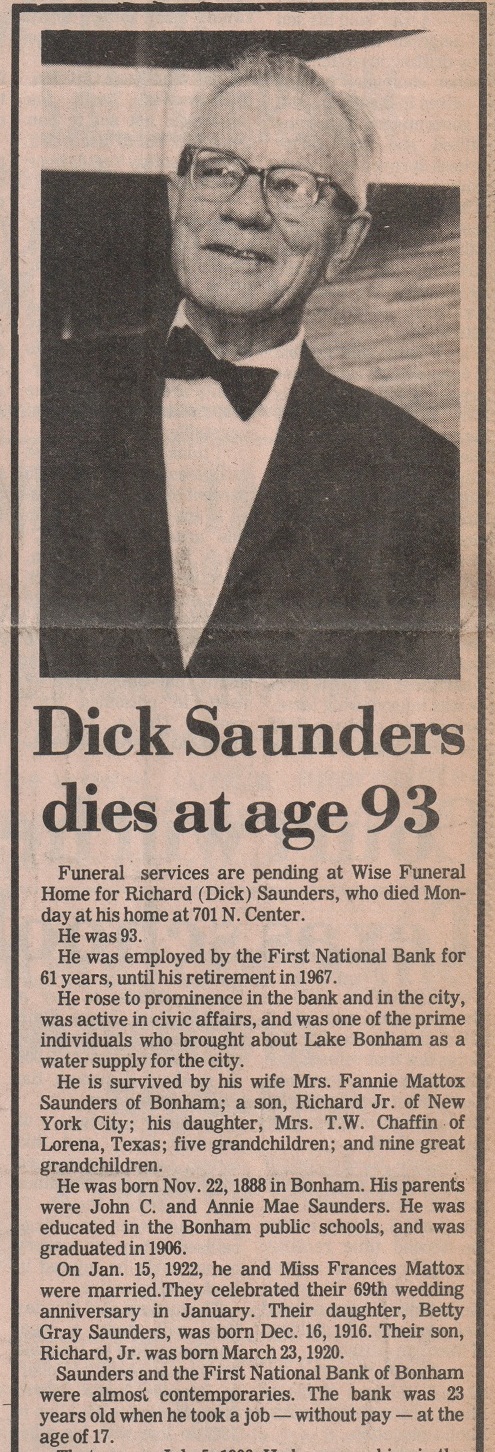 Dick Saunders
dies at age 93
Funeral services are pending at Wise Funeral
Home for Richard (Dick) Saunders, who died Mon-
day at his home at 701 N. Center.
He was 93.
He was employed by the First National Bank for
61 years, until his retirement in 1967.
He rose to prominence in the bank and in the city,
was active in civic affairs, and was one of the prime
individuals who brought about Lake Bonham as a
water supply for the city.
He is survived by his wife Mrs. Fannie Mattox
Saunders of Bonham; a son, Richard Jr. of New
York City; his daughter, Mrs. T.W. Chaffin of
Lorena, Texas; five grandchildren; and nine great
grandchildren.
He was born Nov. 22, 1888 in Bonham. His parents
were John C. and Annie Mae Saunders. He was
educated in the Bonham public schools, and was
graduated in 1906.
On Jan. 15, 1922, he and Miss Frances Mattox
were married.They celebrated their 69th wedding
anniversary in January. Their daughter, Betty
Gray Saunders, was born Dec. 16, 1916. Their son,
Richard, Jr. was born March 23, 1920.
Saunders and the First National Bank of Bonham
were almost contemporaries. The bank was 23
years old when he took a job — without pay — at the
age of 17.